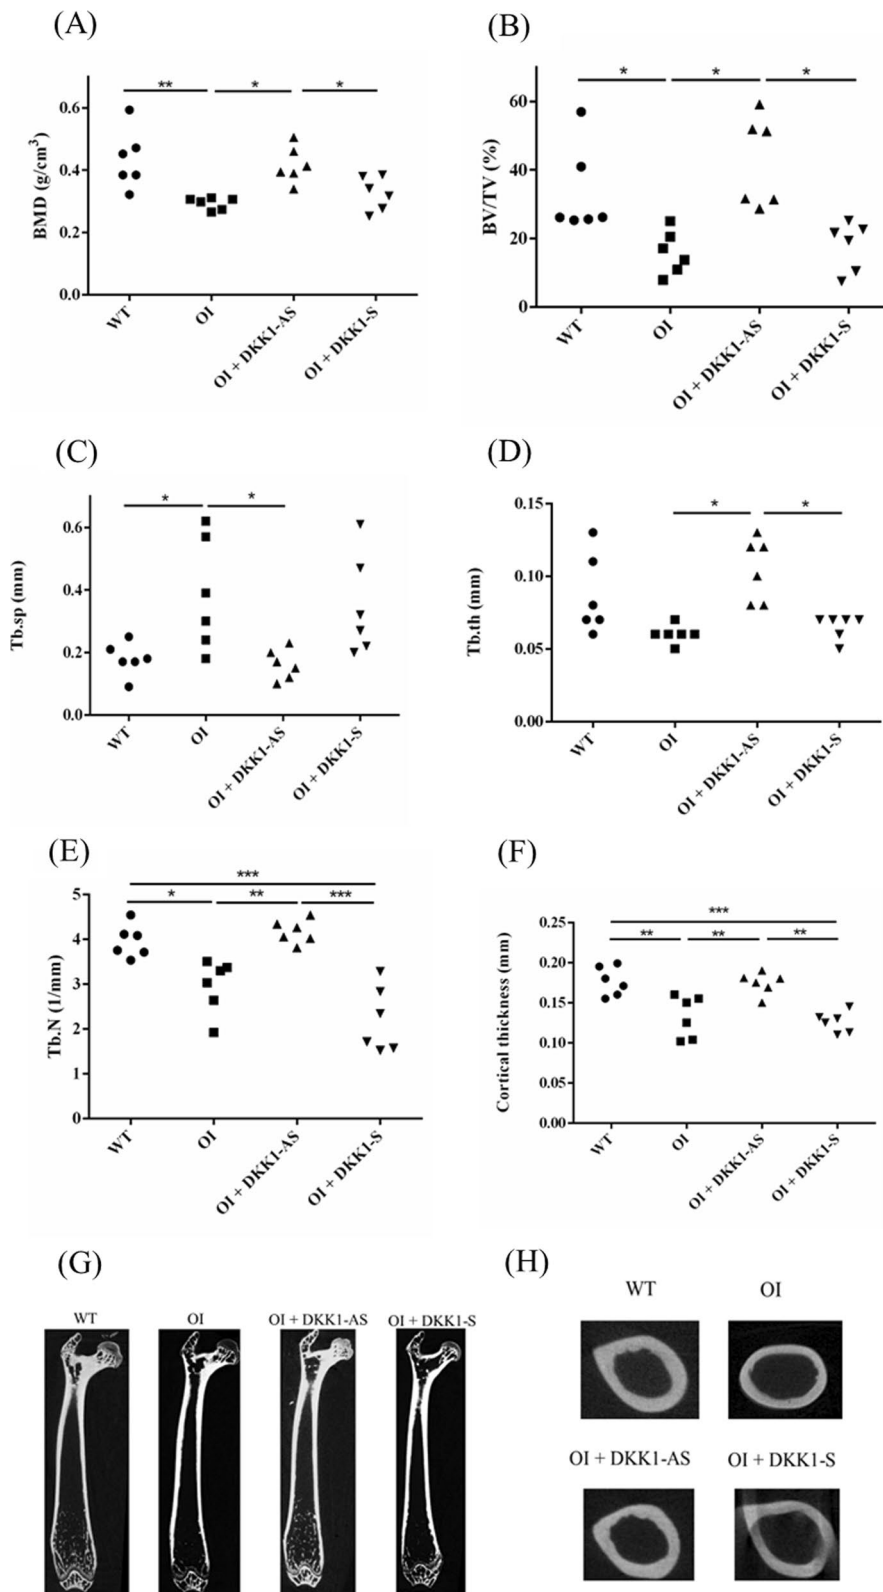 (A)
**
*
*
BMD (g/cm³)
0.6
0.4
0.2
0.0
WT
OI
OI + DKK1-AS
OI + DKK1-S
(B)
*
*
*
BV/TV (%)
60
40
20
0
WT
OI
OI + DKK1-AS
OI + DKK1-S
(C)
*
*
Tb.sp (mm)
0.6
0.4
0.2
0.0
WT
OI
OI + DKK1-AS
OI + DKK1-S
(D)
*
*
Tb.th (mm)
0.15
0.10
0.05
0.00
WT
OI
OI + DKK1-AS
OI + DKK1-S
(E)
***
*
**
***
Tb.N (1/mm)
5
4
3
2
1
0
WT
OI
OI + DKK1-AS
OI + DKK1-S
(F)
***
**
**
**
Cortical thickness (mm)
0.25
0.20
0.15
0.10
0.05
0.00
WT
OI
OI + DKK1-AS
OI + DKK1-S
(G)
WT
OI
OI + DKK1-AS
OI + DKK1-S
(H)
WT
OI
OI + DKK1-AS
OI + DKK1-S